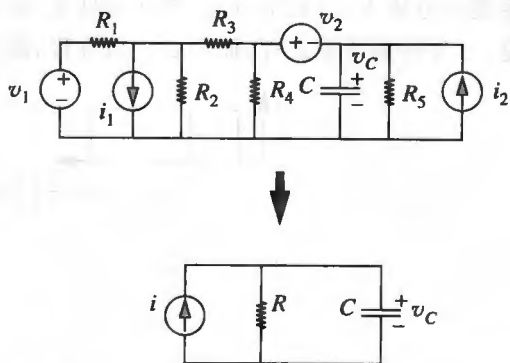 R1 R3 v2
v1 + − i1 R2 R4 + − C vC + − R5 i2
i R C + vC −